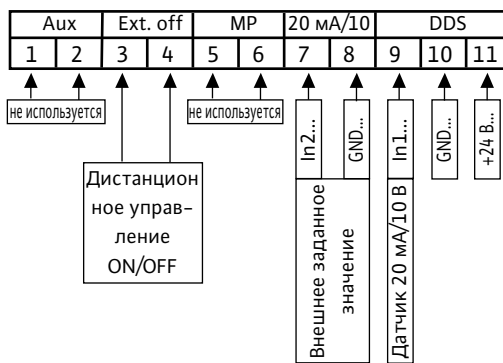 Aux Ext. off MP 20 мА/10 DDS
1 2 3 4 5 6 7 8 9 10 11
не используется
не используется
In2...
GND...
In1...
GND...
+24 В...
Дистанцион
ное управ-
ление
ON/OFF
Внешнее заданное
значение
Датчик 20 мА/10 В